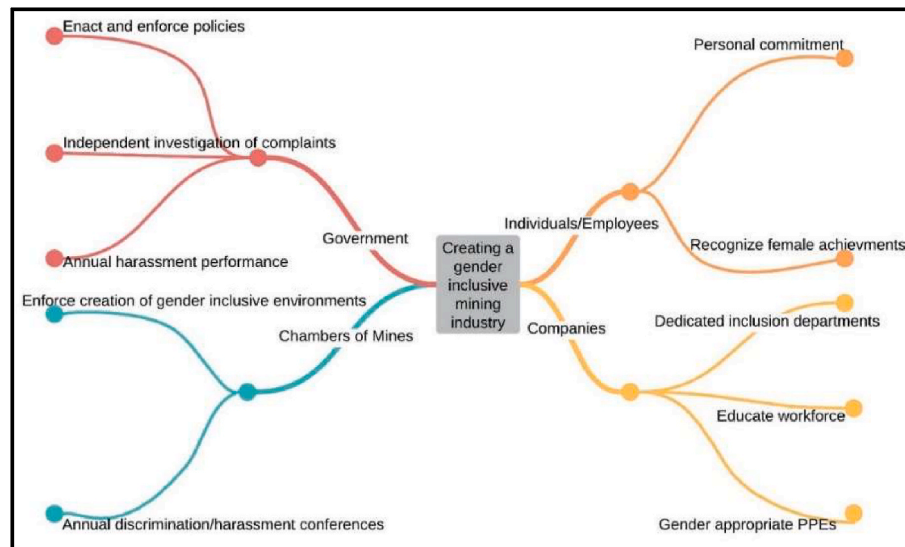 Enact and enforce policies
Independent investigation of complaints
Annual harassment performance
Government
Enforce creation of gender inclusive environments
Chambers of Mines
Annual discrimination/harassment conferences
Creating a
gender
inclusive
mining
industry
Personal commitment
Individuals/Employees
Recognize female achievments
Companies
Dedicated inclusion departments
Educate workforce
Gender appropriate PPEs